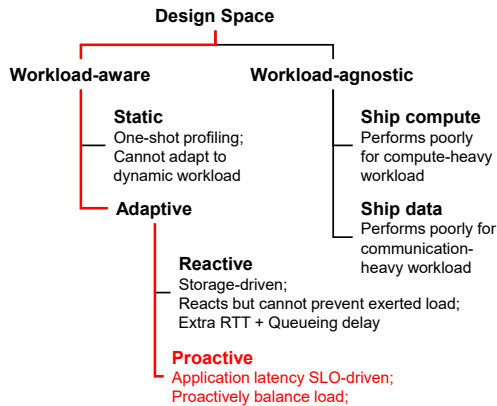 Design Space
Workload-aware
Workload-agnostic
Static
One-shot profiling;
Cannot adapt to
dynamic workload
Adaptive
Reactive
Storage-driven;
Reacts but cannot prevent exerted load;
Extra RTT + Queueing delay
Proactive
Application latency SLO-driven;
Proactively balance load;
Ship compute
Performs poorly
for compute-heavy
workload
Ship data
Performs poorly for
communication-
heavy workload